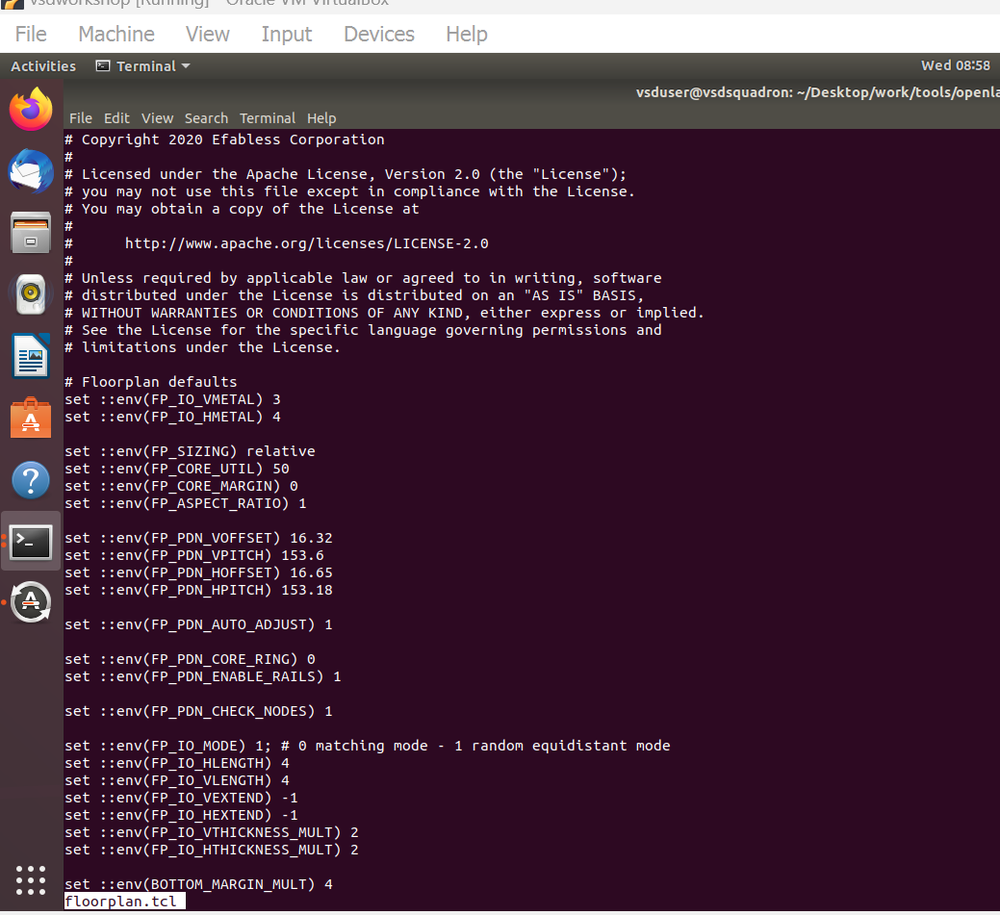 vsdworkshop [Running] - Oracle VM VirtualBox
File Machine View Input Devices Help
Activities Terminal Wed 08:58
vsduser@vsdsquadron: ~/Desktop/work/tools/openla
File Edit View Search Terminal Help
# Copyright 2020 Efabless Corporation
#
# Licensed under the Apache License, Version 2.0 (the "License");
# you may not use this file except in compliance with the License.
# You may obtain a copy of the License at
#
#      http://www.apache.org/licenses/LICENSE-2.0
#
# Unless required by applicable law or agreed to in writing, software
# distributed under the License is distributed on an "AS IS" BASIS,
# WITHOUT WARRANTIES OR CONDITIONS OF ANY KIND, either express or implied.
# See the License for the specific language governing permissions and
# limitations under the License.
# Floorplan defaults
set ::env(FP_IO_VMETAL) 3
set ::env(FP_IO_HMETAL) 4
set ::env(FP_SIZING) relative
set ::env(FP_CORE_UTIL) 50
set ::env(FP_CORE_MARGIN) 0
set ::env(FP_ASPECT_RATIO) 1
set ::env(FP_PDN_VOFFSET) 16.32
set ::env(FP_PDN_VPITCH) 153.6
set ::env(FP_PDN_HOFFSET) 16.65
set ::env(FP_PDN_HPITCH) 153.18
set ::env(FP_PDN_AUTO_ADJUST) 1
set ::env(FP_PDN_CORE_RING) 0
set ::env(FP_PDN_ENABLE_RAILS) 1
set ::env(FP_PDN_CHECK_NODES) 1
set ::env(FP_IO_MODE) 1; # 0 matching mode - 1 random equidistant mode
set ::env(FP_IO_HLENGTH) 4
set ::env(FP_IO_VLENGTH) 4
set ::env(FP_IO_VEXTEND) -1
set ::env(FP_IO_HEXTEND) -1
set ::env(FP_IO_VTHICKNESS_MULT) 2
set ::env(FP_IO_HTHICKNESS_MULT) 2
set ::env(BOTTOM_MARGIN_MULT) 4
floorplan.tcl